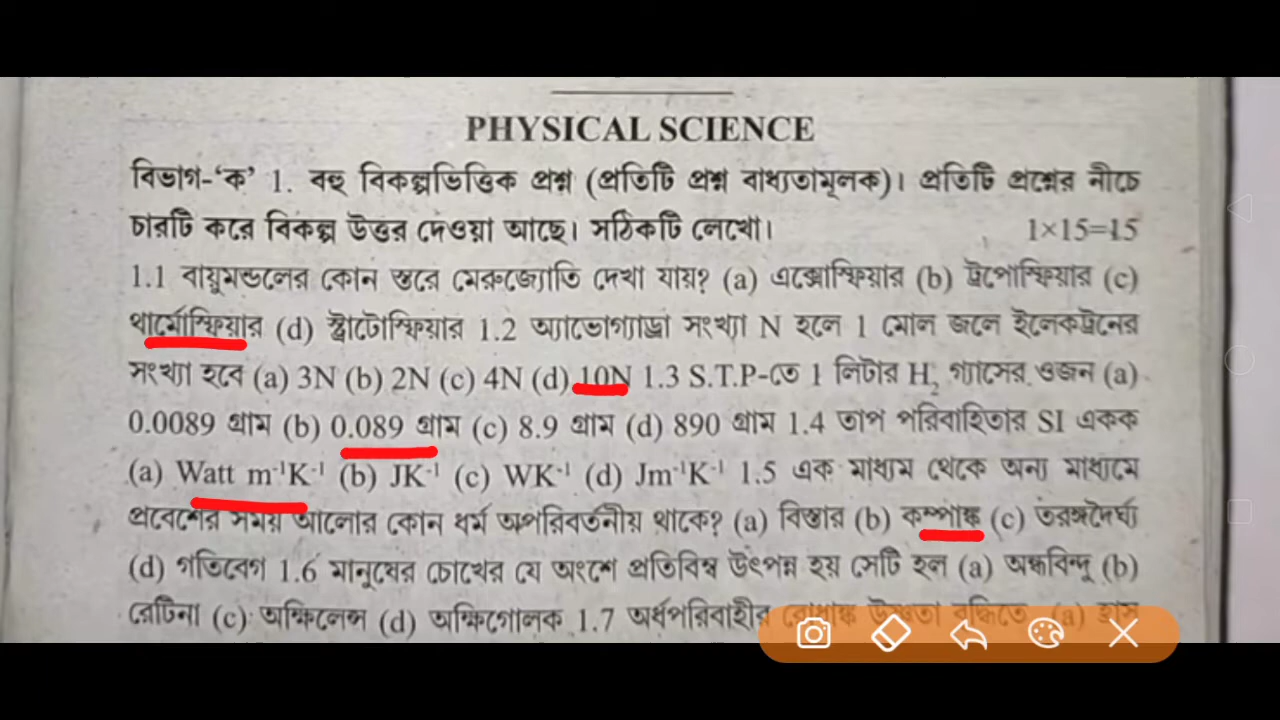 PHYSICAL SCIENCE
বিভাগ-‘ক’ 1. বহু বিকল্পভিত্তিক প্রশ্ন (প্রতিটি প্রশ্ন বাধ্যতামূলক)। প্রতিটি প্রশ্নের নীচে
চারটি করে বিকল্প উত্তর দেওয়া আছে। সঠিকটি লেখো। 1×15=15
1.1 বায়ুমন্ডলের কোন স্তরে মেরুজ্যোতি দেখা যায়? (a) এক্সোস্ফিয়ার (b) ট্রপোস্ফিয়ার (c)
থার্মোস্ফিয়ার (d) স্ট্রাটোস্ফিয়ার 1.2 অ্যাভোগ্যাড্রা সংখ্যা N হলে 1 মোল জলে ইলেকট্রনের
সংখ্যা হবে (a) 3N (b) 2N (c) 4N (d) 10N 1.3 S.T.P-তে 1 লিটার H₂ গ্যাসের ওজন (a)
0.0089 গ্রাম (b) 0.089 গ্রাম (c) 8.9 গ্রাম (d) 890 গ্রাম 1.4 তাপ পরিবাহিতার SI একক
(a) Watt m⁻¹K⁻¹ (b) JK⁻¹ (c) WK⁻¹ (d) Jm⁻¹K⁻¹ 1.5 এক মাধ্যম থেকে অন্য মাধ্যমে
প্রবেশের সময় আলোর কোন ধর্ম অপরিবর্তনীয় থাকে? (a) বিস্তার (b) কম্পাঙ্ক (c) তরঙ্গদৈর্ঘ্য
(d) গতিবেগ 1.6 মানুষের চোখের যে অংশে প্রতিবিম্ব উৎপন্ন হয় সেটি হল (a) অন্ধবিন্দু (b)
রেটিনা (c) অক্ষিলেন্স (d) অক্ষিগোলক 1.7 অর্ধপরিবাহীর রোধাঙ্ক উষ্ণতা বৃদ্ধিতে (a) হ্রাস